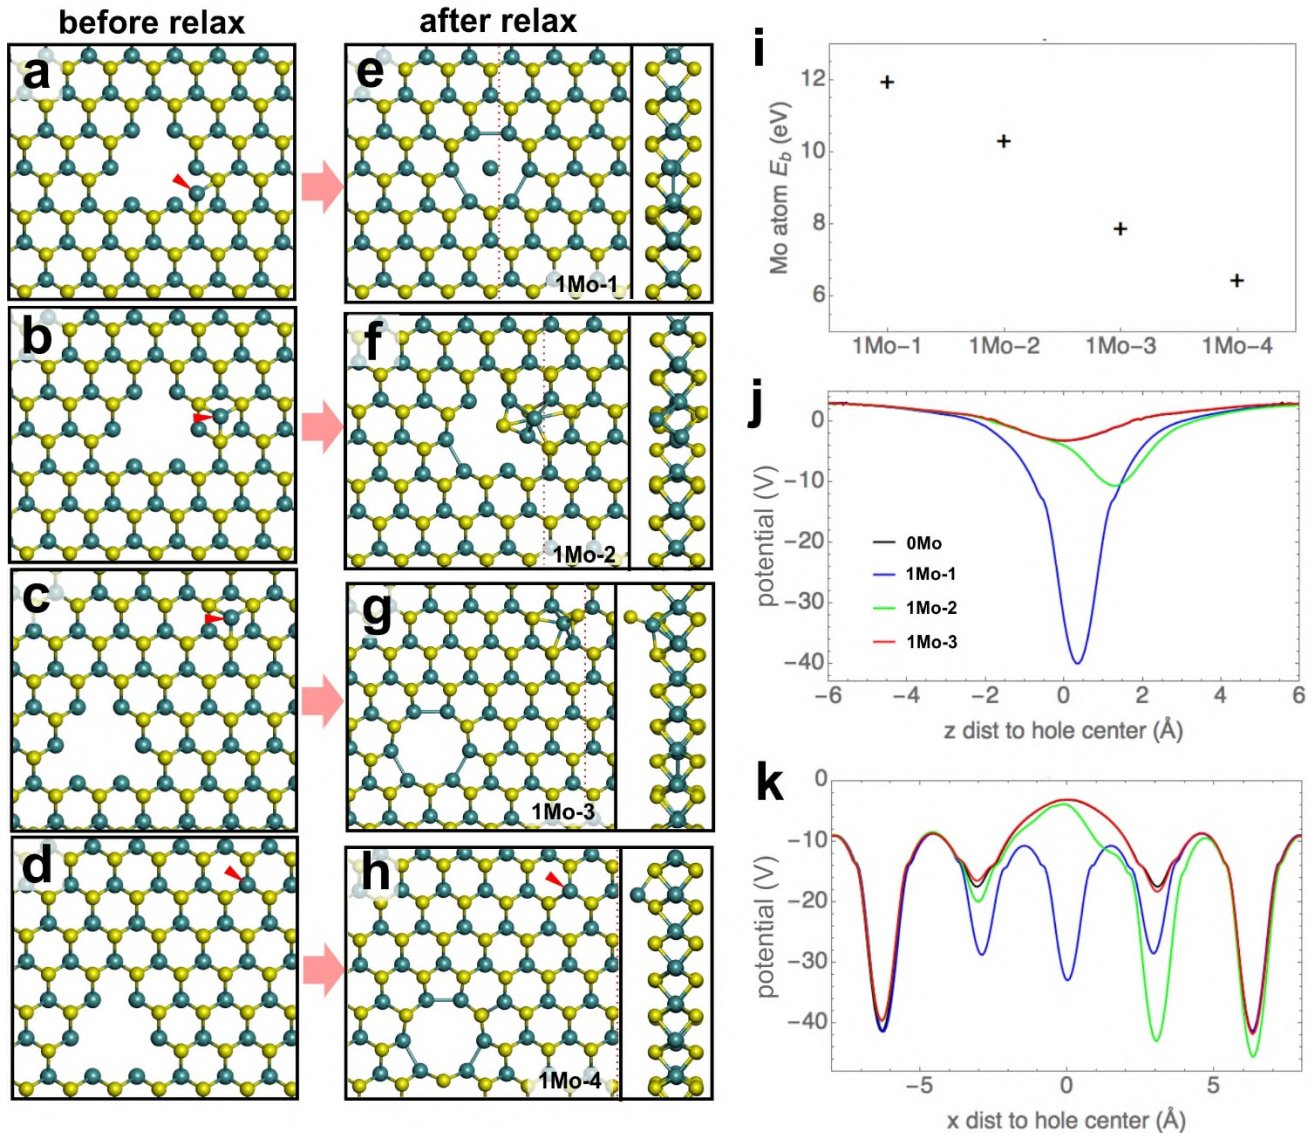 before relax
after relax
a
e
1Mo-1
b
f
1Mo-2
c
g
1Mo-3
d
h
1Mo-4
i
Mo atom E_b (eV)
12
10
8
6
1Mo−1
1Mo−2
1Mo−3
1Mo−4
j
potential (V)
0
−10
−20
−30
−40
0Mo
1Mo-1
1Mo-2
1Mo-3
−6
−4
−2
0
2
4
6
z dist to hole center (Å)
k
potential (V)
0
−10
−20
−30
−40
−5
0
5
x dist to hole center (Å)